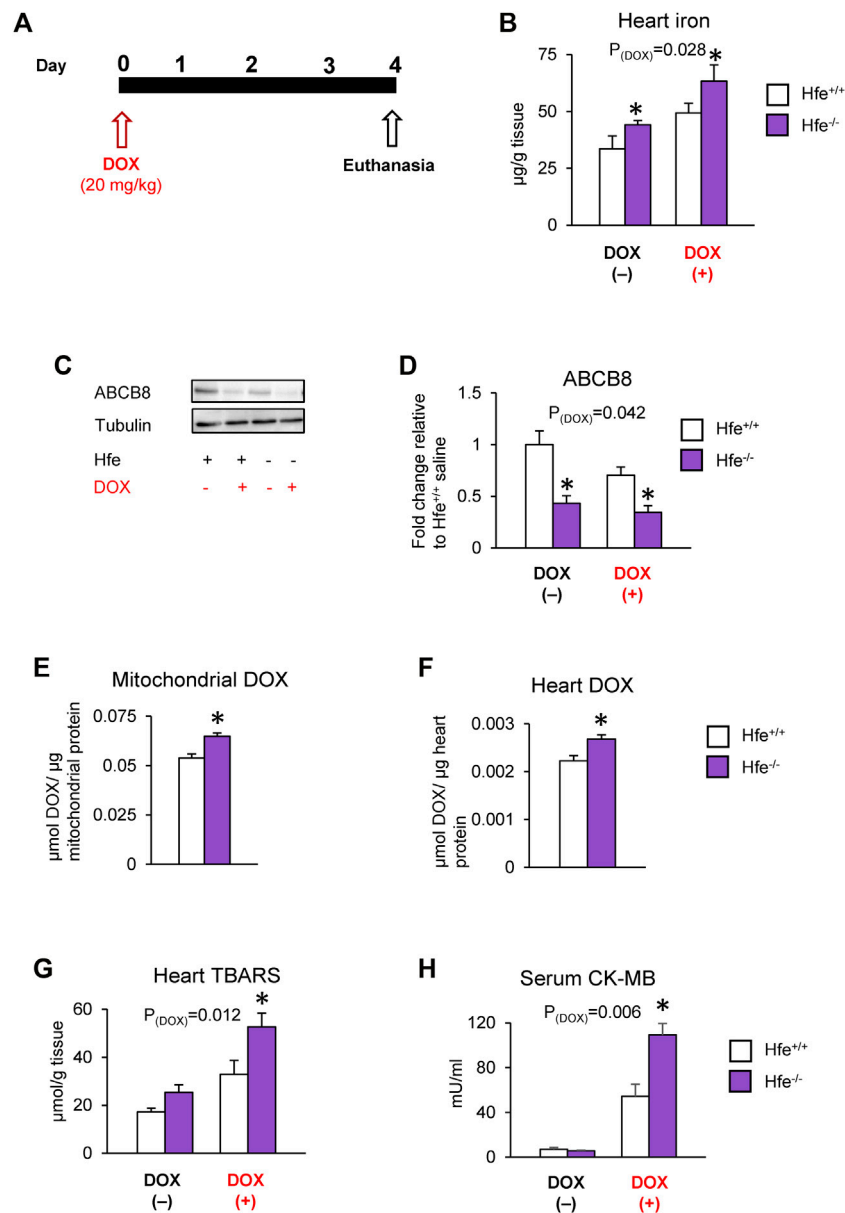 A
Day 0 1 2 3 4
DOX
(20 mg/kg)
Euthanasia
B
Heart iron
P(DOX)=0.028
*
*
75
50
25
0
µg/g tissue
DOX
(–)
DOX
(+)
Hfe+/+
Hfe-/-
C
ABCB8
Tubulin
Hfe + + - -
DOX - + - +
D
ABCB8
P(DOX)=0.042
1.5
1
0.5
0
Fold change relative
to Hfe+/+ saline
*
*
DOX
(–)
DOX
(+)
Hfe+/+
Hfe-/-
E
Mitochondrial DOX
*
0.075
0.05
0.025
0
µmol DOX/ µg
mitochondrial protein
F
Heart DOX
*
0.003
0.002
0.001
0
µmol DOX/ µg heart
protein
Hfe+/+
Hfe-/-
G
Heart TBARS
P(DOX)=0.012
*
60
40
20
0
µmol/g tissue
DOX
(–)
DOX
(+)
H
Serum CK-MB
P(DOX)=0.006
*
120
80
40
0
mU/ml
DOX
(–)
DOX
(+)
Hfe+/+
Hfe-/-